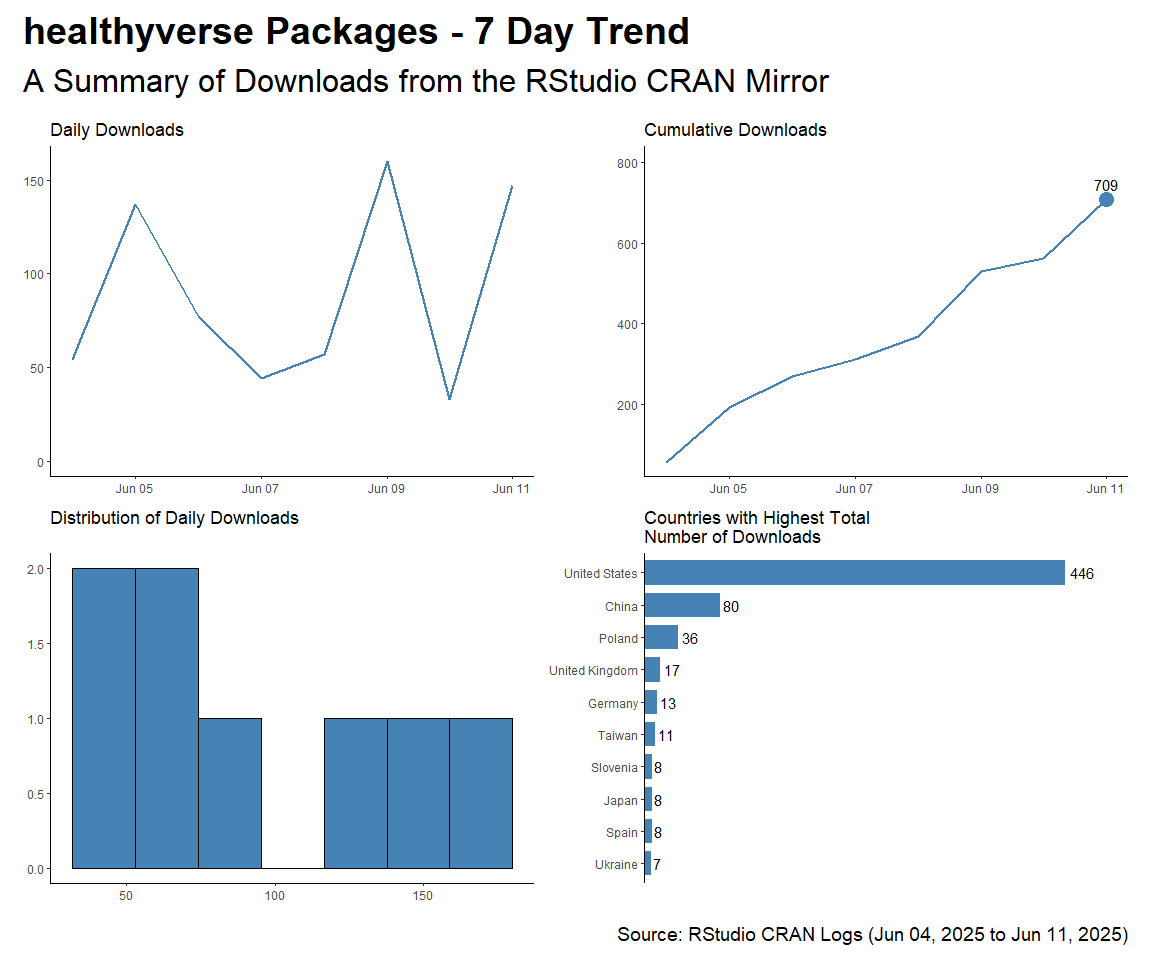 healthyverse Packages - 7 Day Trend
A Summary of Downloads from the RStudio CRAN Mirror
Daily Downloads
150
100
50
0
Jun 05 Jun 07 Jun 09 Jun 11
Cumulative Downloads
800
600
400
200
709
Jun 05 Jun 07 Jun 09 Jun 11
Distribution of Daily Downloads
2.0
1.5
1.0
0.5
0.0
50 100 150
Countries with Highest Total
Number of Downloads
United States 446
China 80
Poland 36
United Kingdom 17
Germany 13
Taiwan 11
Slovenia 8
Japan 8
Spain 8
Ukraine 7
Source: RStudio CRAN Logs (Jun 04, 2025 to Jun 11, 2025)